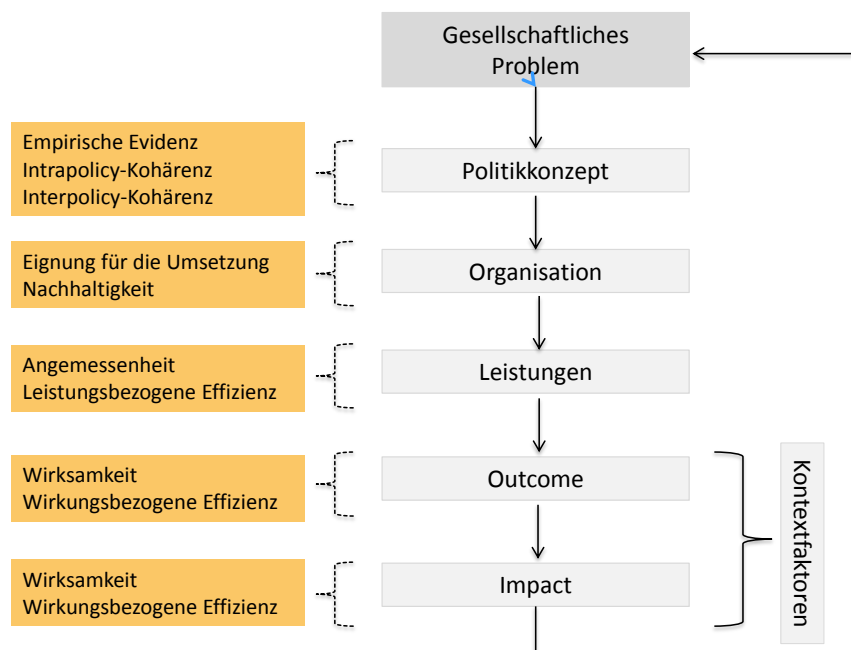 Gesellschaftliches
Problem
Empirische Evidenz
Intrapolicy-Kohärenz
Interpolicy-Kohärenz
Politikkonzept
Eignung für die Umsetzung
Nachhaltigkeit
Organisation
Angemessenheit
Leistungsbezogene Effizienz
Leistungen
Wirksamkeit
Wirkungsbezogene Effizienz
Outcome
Wirksamkeit
Wirkungsbezogene Effizienz
Impact
Kontextfaktoren